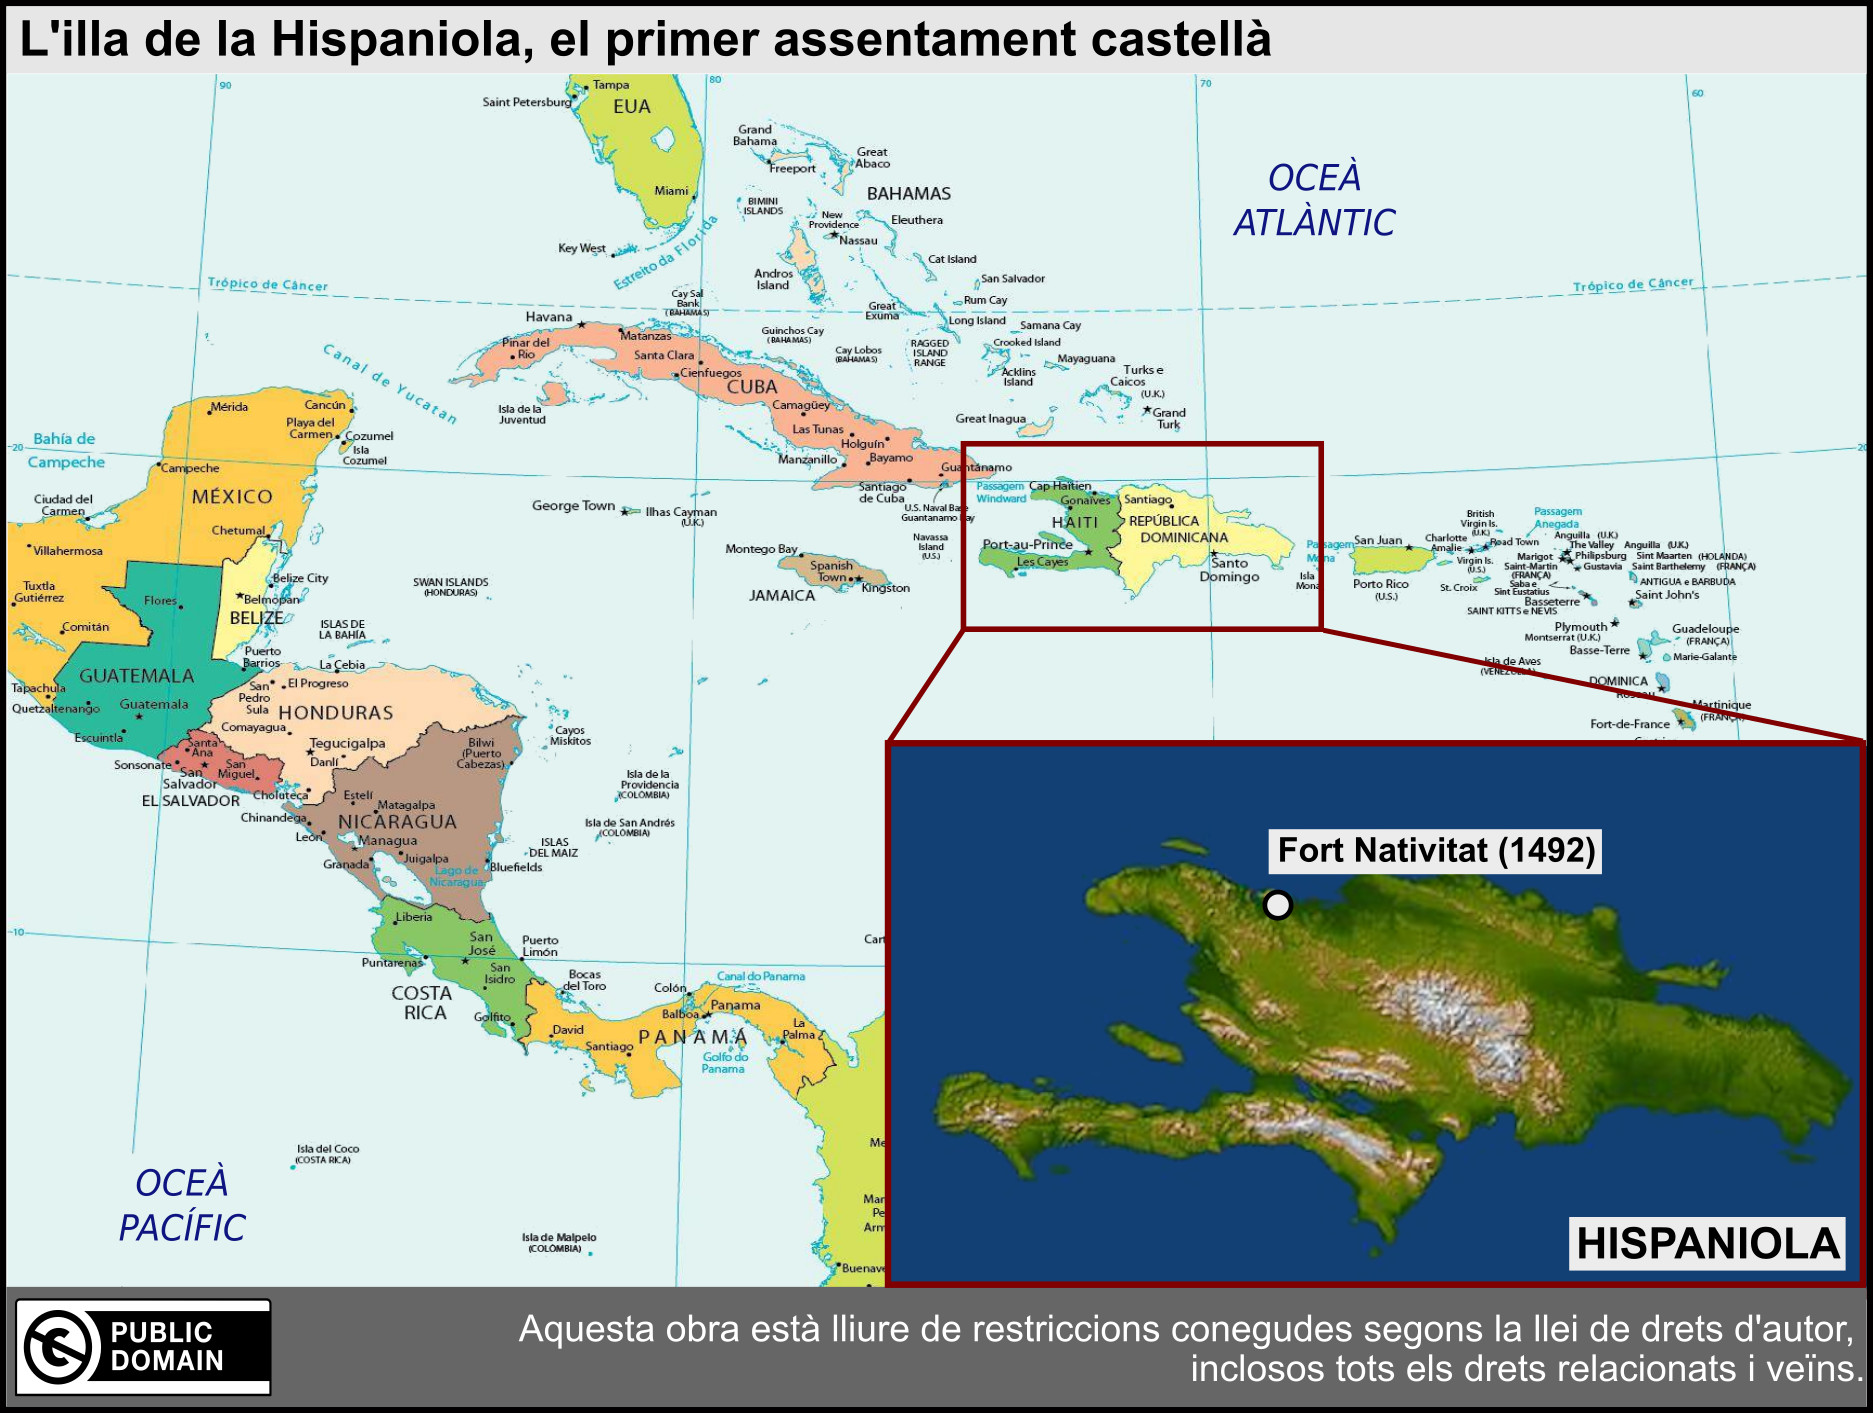 L'illa de la Hispaniola, el primer assentament castellà
90
80
70
60
Tampa
Saint Petersburg
EUA
Miami
Key West
Estreito da Florida
Grand
Bahama
Freeport
Great
Abaco
BAHAMAS
BIMINI
ISLANDS
New
Providence
Nassau
Eleuthera
Cat Island
Andros
Island
San Salvador
Rum Cay
Great
Exuma
Long Island
Samana Cay
Crooked Island
RAGGED
ISLAND
RANGE
Acklins
Island
Mayaguana
Turks e
Caicos
(U.K.)
Grand
Turk
Great Inagua
Cay Sal
Bank
(BAHAMAS)
Guinchos Cay
(BAHAMAS)
Cay Lobos
(BAHAMAS)
OCEÀ
ATLÀNTIC
Trópico de Câncer
Trópico de Câncer
Canal de Yucatan
Havana
Matanzas
Pinar del
Rio
Santa Clara
Cienfuegos
CUBA
Isla de la
Juventud
Camagüey
Las Tunas
Holguín
Manzanillo
Bayamo
Guantánamo
Santiago
de Cuba
U.S. Naval Base
Guantanamo Bay
Passagem
Windward
Navassa
Island
(U.S.)
Cap Haïtien
Gonaïves
HAITI
Port-au-Prince
Les Cayes
Santiago
REPÚBLICA
DOMINICANA
Santo
Domingo
Passagem
Mona
Isla
Mona
San Juan
Porto Rico
(U.S.)
British
Virgin Is.
(U.K.)
Charlotte
Amalie
Road Town
Virgin Is.
(U.S.)
St. Croix
Passagem
Anegada
Anguilla (U.K.)
The Valley Anguilla (U.K.)
Marigot
Philipsburg Sint Maarten (HOLANDA)
Saint-Martin
(FRANÇA)
Gustavia Saint Barthelemy (FRANÇA)
Saba e
Sint Eustatius
ANTIGUA e BARBUDA
Basseterre
Saint John's
SAINT KITTS e NEVIS
Plymouth
Montserrat (U.K.)
Guadeloupe
(FRANÇA)
Basse-Terre
Marie-Galante
Isla de Aves
(VENEZUELA)
DOMINICA
Roseau
Martinique
(FRANÇA)
Fort-de-France
Bahía de
Campeche
20
20
Mérida
Cancún
Playa del
Carmen
Cozumel
Isla
Cozumel
Campeche
Ciudad del
Carmen
MÉXICO
Chetumal
Villahermosa
Tuxtla
Gutiérrez
Comitán
Tapachula
Flores
Belize City
Belmopan
BELIZE
Puerto
Barrios
GUATEMALA
Quetzaltenango
Guatemala
Escuintla
George Town
Ilhas Cayman
(U.K.)
Montego Bay
Spanish
Town
Kingston
JAMAICA
SWAN ISLANDS
(HONDURAS)
ISLAS DE
LA BAHÍA
La Cebia
San
Pedro
Sula
El Progreso
HONDURAS
Comayagua
Tegucigalpa
Danlí
Choluteca
Santa
Ana
Sonsonate
San
Salvador
San
Miguel
EL SALVADOR
Bilwi
(Puerto
Cabezas)
Cayos
Miskitos
Estelí
Matagalpa
Chinandega
NICARAGUA
León
Managua
Granada
Juigalpa
Lago de
Nicaragua
Bluefields
ISLAS
DEL MAIZ
Isla de la
Providencia
(COLÔMBIA)
Isla de San Andrés
(COLÔMBIA)
10
Liberia
Puntarenas
San
José
Puerto
Limón
San
Isidro
COSTA
RICA
Golfito
Bocas
del Toro
David
Santiago
Colón
Canal do Panama
Balboa
Panama
PANAMÁ
Golfo do
Panama
La
Palma
Cart
Me
Man
Pe
Arm
Buenave
Isla del Coco
(COSTA RICA)
Isla de Malpelo
(COLÔMBIA)
OCEÀ
PACÍFIC
Fort Nativitat (1492)
HISPANIOLA
PUBLIC
DOMAIN
Aquesta obra està lliure de restriccions conegudes segons la llei de drets d'autor,
inclosos tots els drets relacionats i veïns.